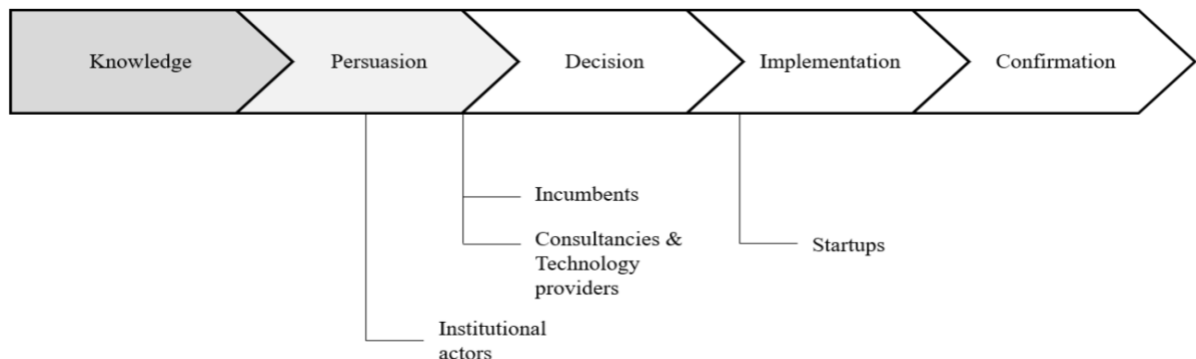 Knowledge
Persuasion
Decision
Implementation
Confirmation
Incumbents
Consultancies &
Technology
providers
Startups
Institutional
actors